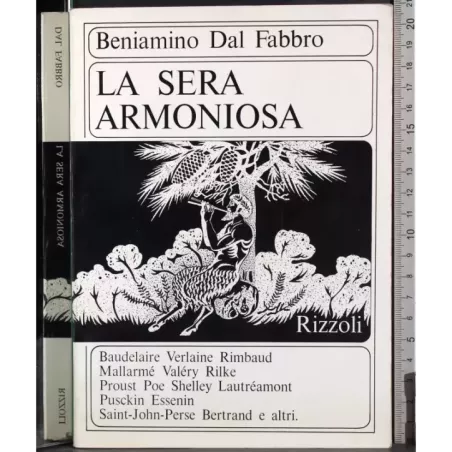 Beniamino Dal Fabbro
LA SERA
ARMONIOSA
Rizzoli
Baudelaire Verlaine Rimbaud
Mallarmé Valéry Rilke
Proust Poe Shelley Lautréamont
Pusckin Essenin
Saint-John-Perse Bertrand e altri.
DAL FABBRO
LA SERA ARMONIOSA
RIZZOLI